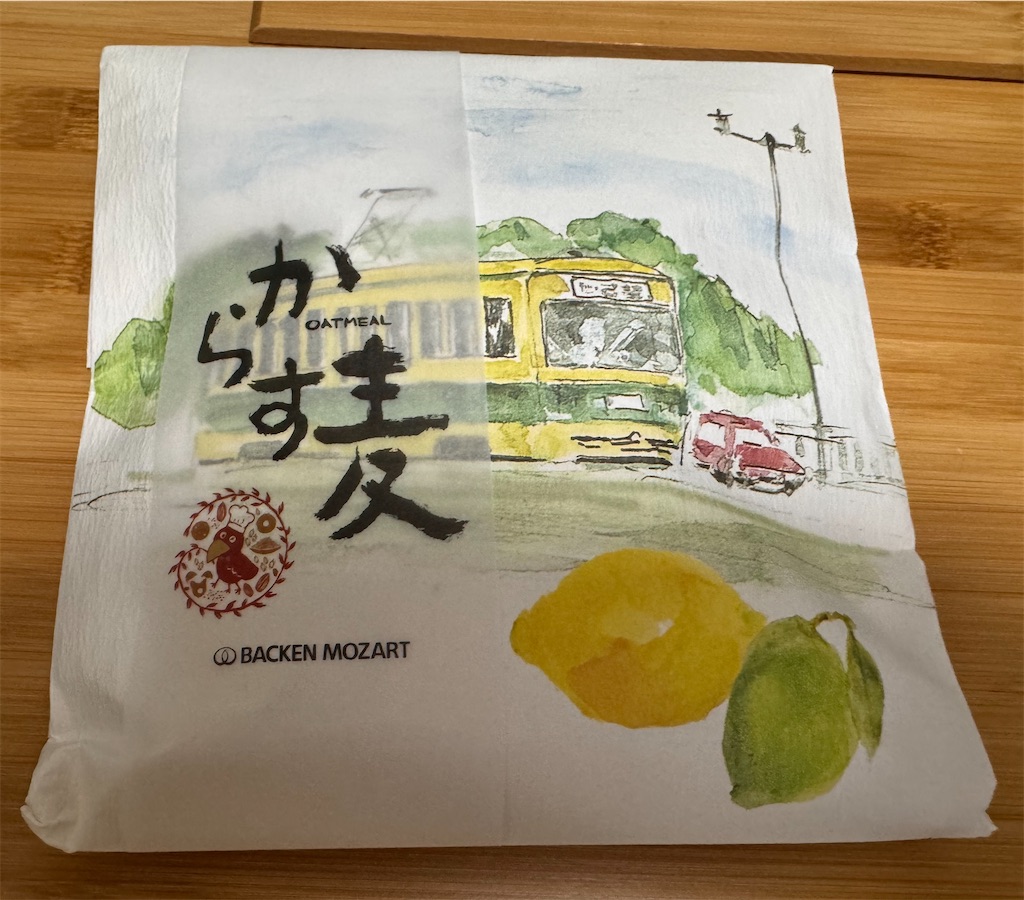 からす麦
OATMEAL
BACKEN MOZART